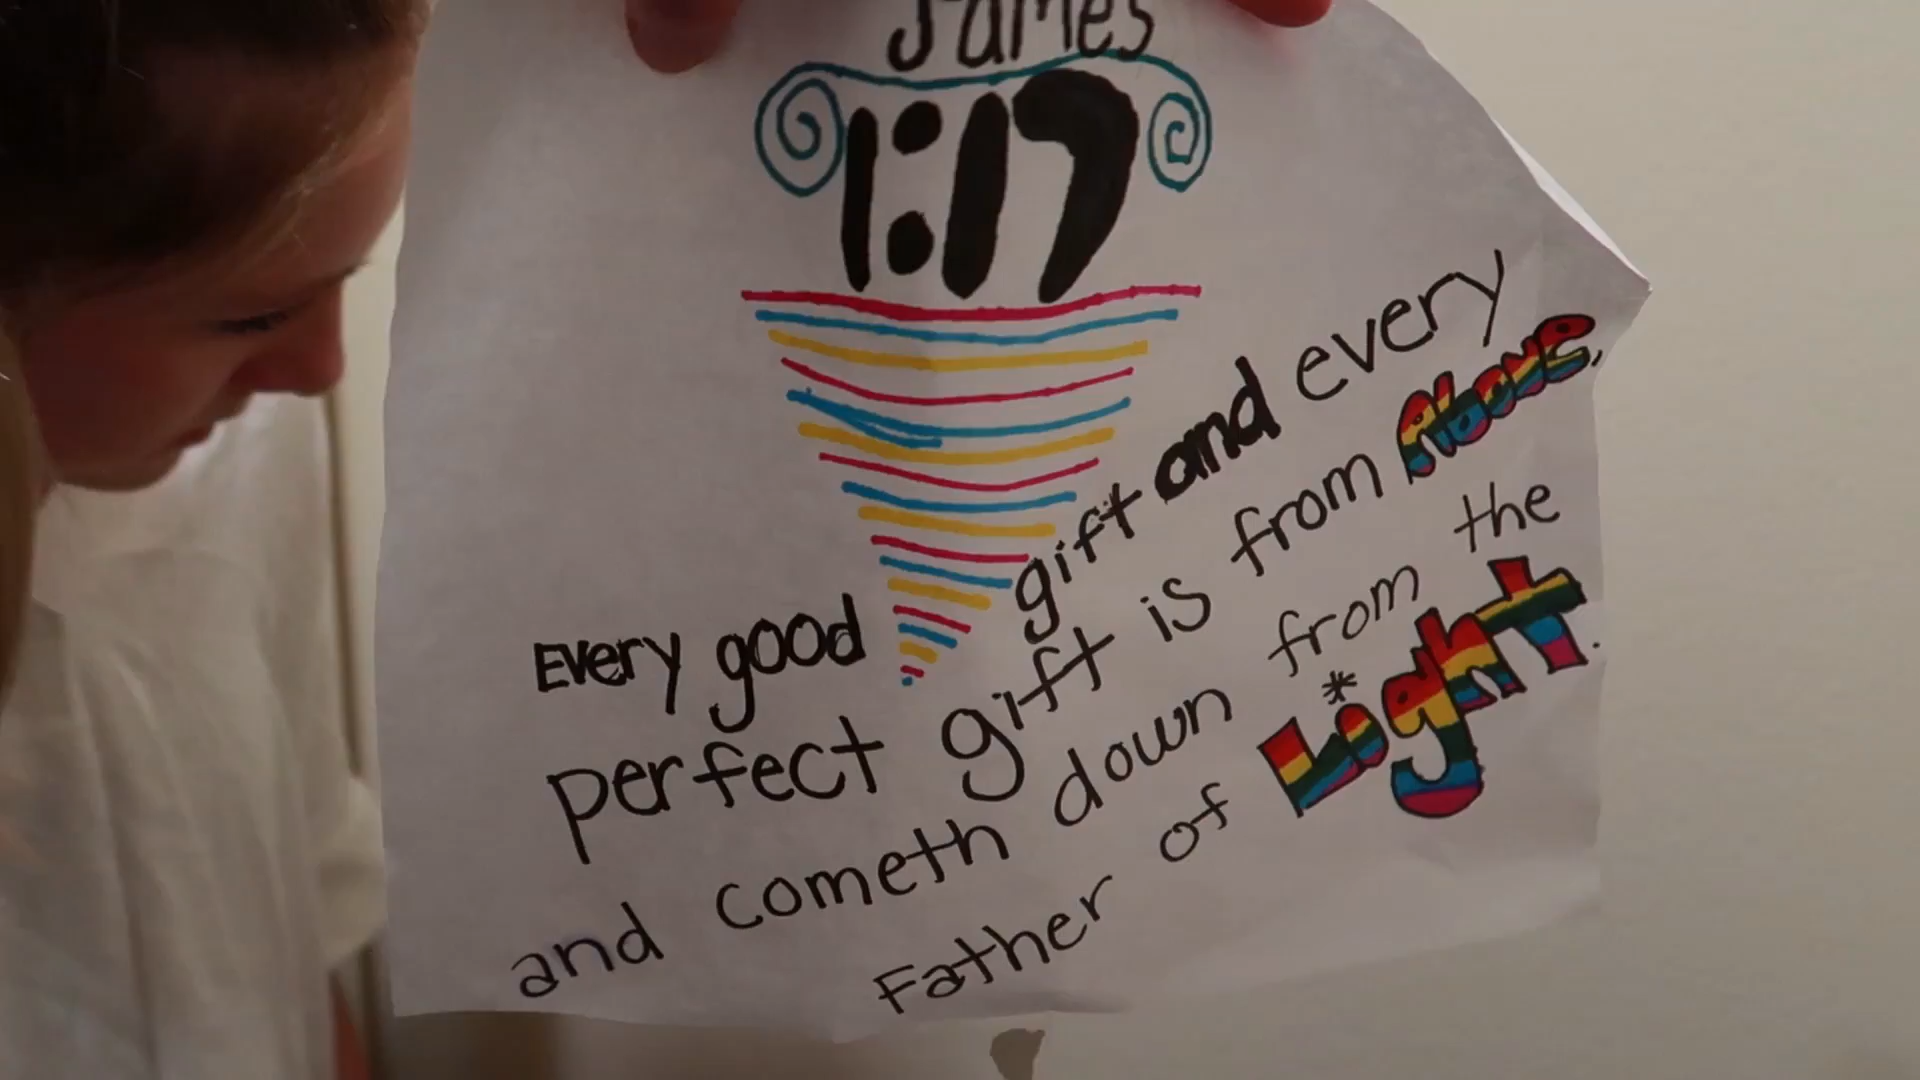 James
1:17
Every good gift and every
perfect gift is from Above,
and cometh down from the
Father of Light.